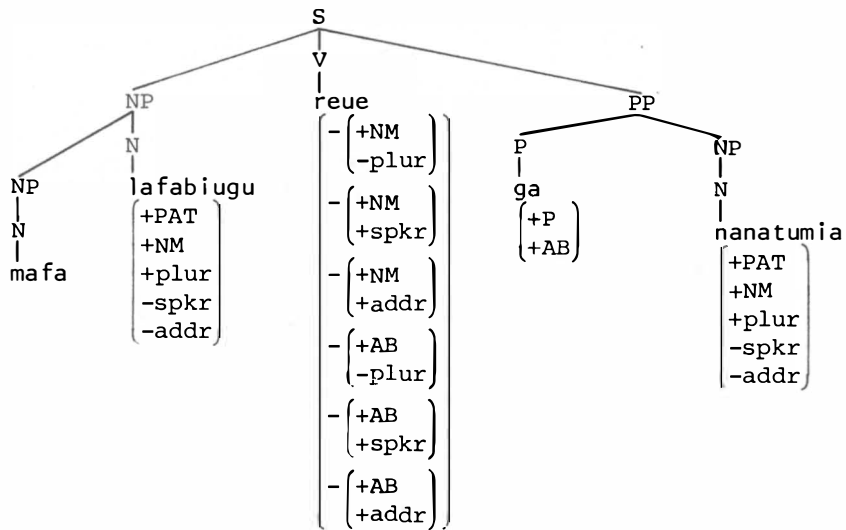 S
V
NP reue PP
N P NP
NP lafabiugu ga N
N
mafa
nanatumia
+PAT
+NM
+plur
-spkr
-addr
- +NM
-plur
- +NM
+spkr
- +NM
+addr
- +AB
-plur
- +AB
+spkr
- +AB
+addr
+P
+AB
+PAT
+NM
+plur
-spkr
-addr